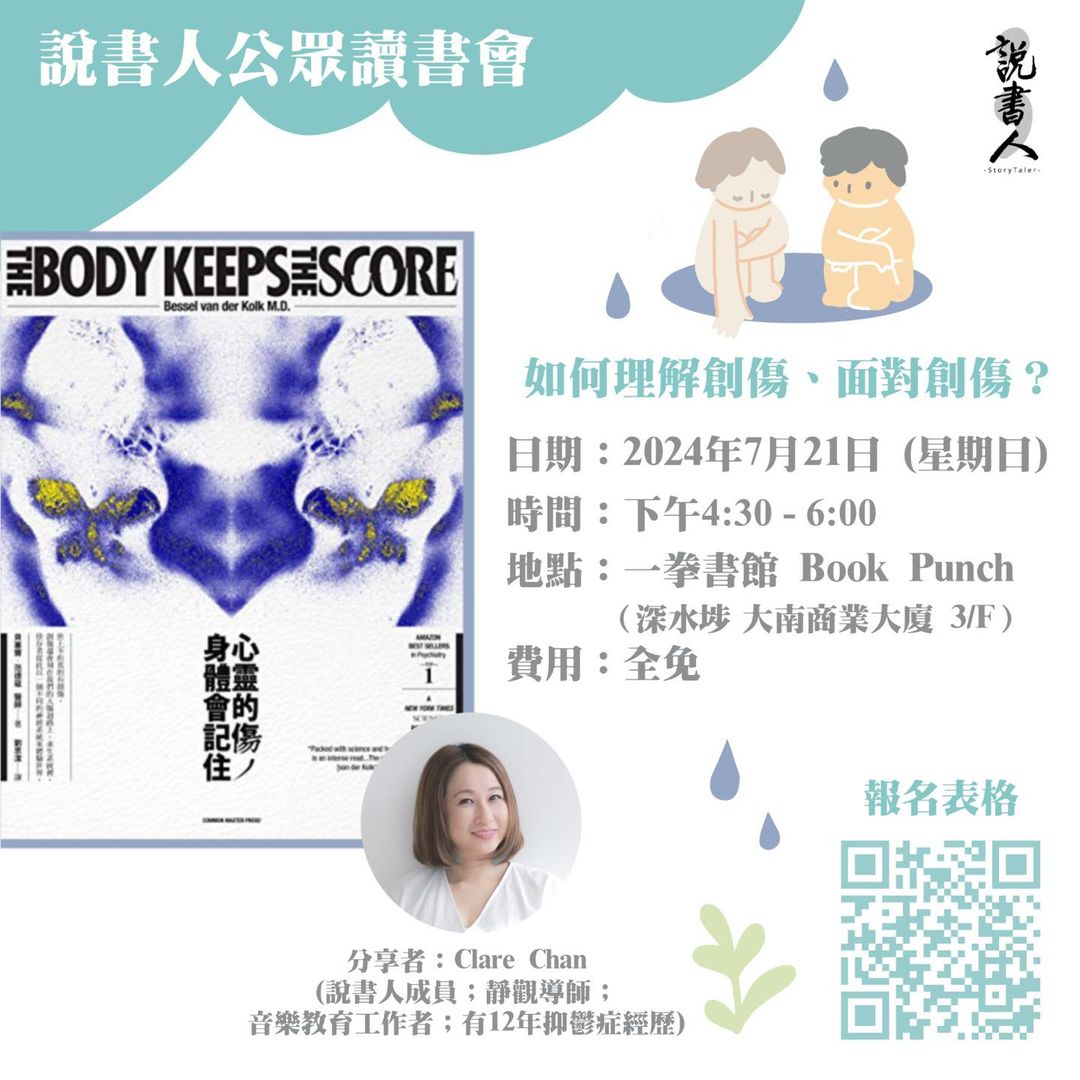 說書人公眾讀書會
說書人
-StoryTaler-
THE BODY KEEPS THE SCORE
Bessel van der Kolk M.D.
如何理解創傷、面對創傷？
日期：2024年7月21日 (星期日)
時間：下午4:30 - 6:00
地點：一拳書館 Book Punch
（深水埗 大南商業大廈 3/F）
費用：全免
心靈的傷，
身體會記住
AMAZON
BEST SELLERS
in Psychiatry
1
A
NEW YORK TIMES
"Packed with science and
is an intense read...The
COMMON MASTER PRESS
報名表格
分享者：Clare Chan
(說書人成員；靜觀導師；
音樂教育工作者；有12年抑鬱症經歷)